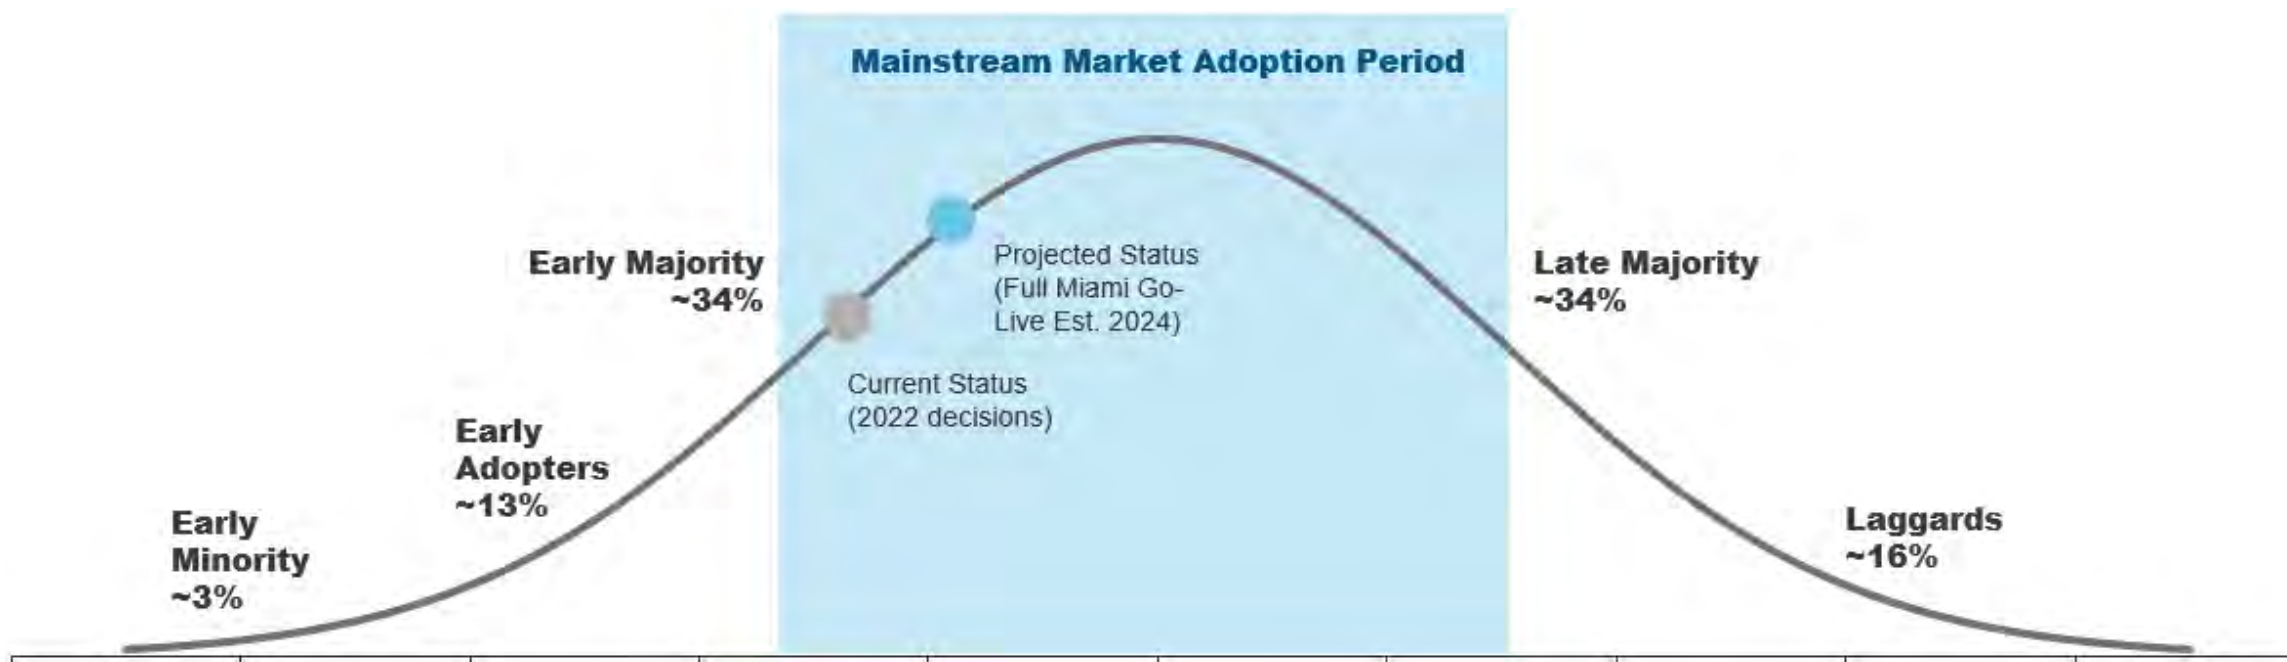 Mainstream Market Adoption Period
Early Majority
~34%
Projected Status
(Full Miami Go-
Live Est. 2024)
Late Majority
~34%
Current Status
(2022 decisions)
Early
Adopters
~13%
Early
Minority
~3%
Laggards
~16%